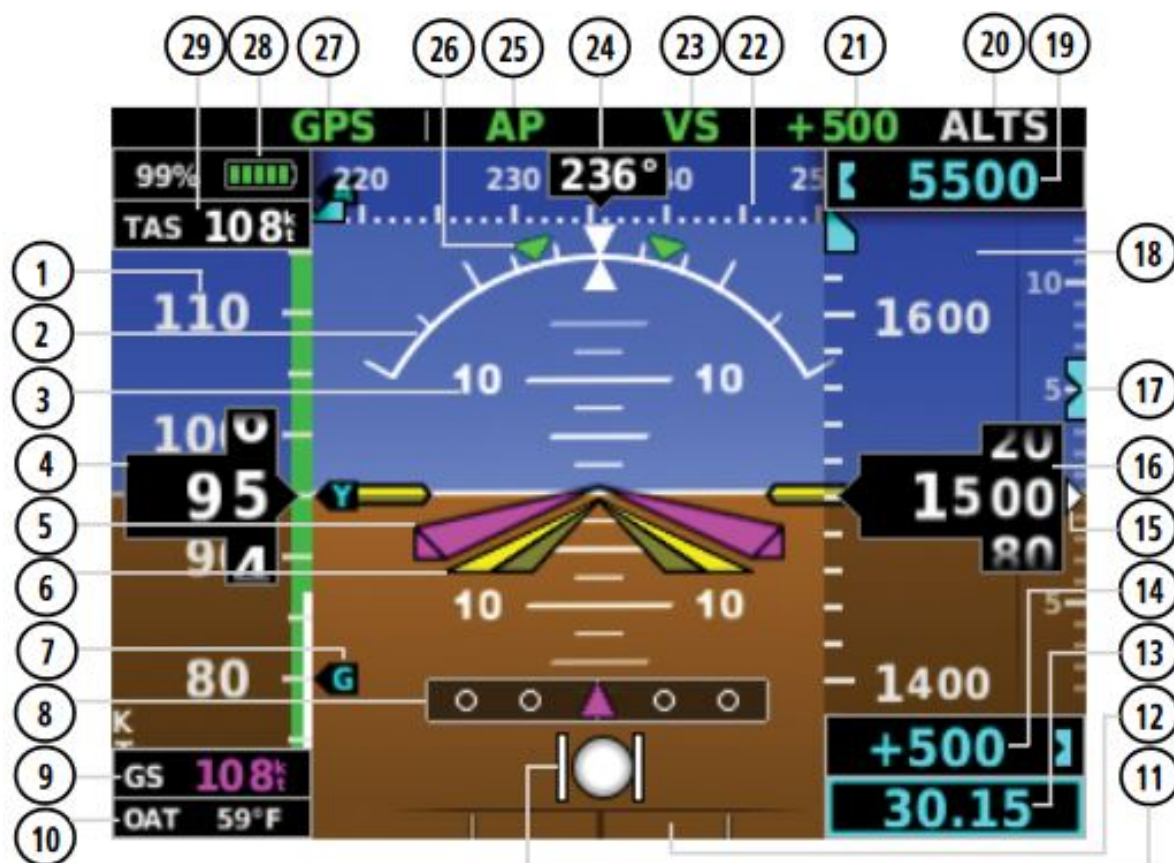 29 28 27 26 25 24 23 22 21 20 19
GPS AP VS +500 ALTS
99% 220 230 236° 5500
TAS 108kt
18
1 110 10
2 1600
3 10 10 5 17
100 20
4 95 1500 16
Y
5 15
90 4 80
6 14
10 10 5
7 80 G 1400 13
8
K
T +500 12
9 GS 108kt 11
10 OAT 59°F 30.15